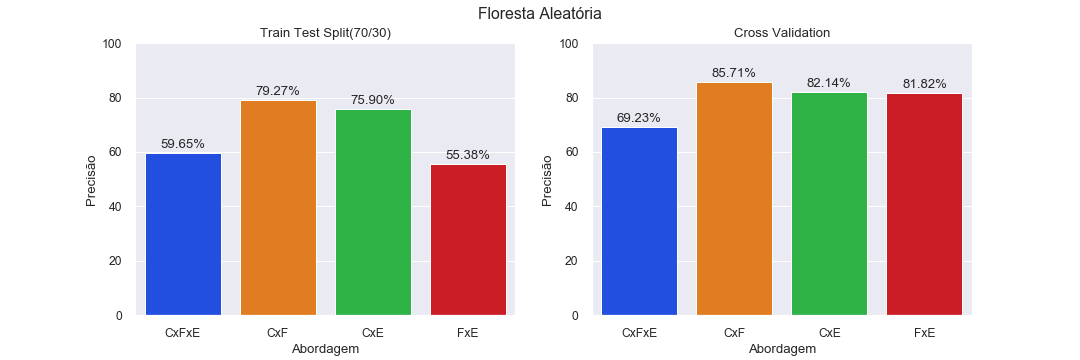 Floresta Aleatória
Train Test Split(70/30)
100
80
60
40
20
0
Precisão
59.65%
79.27%
75.90%
55.38%
CxFxE
CxF
CxE
FxE
Abordagem
Cross Validation
100
80
60
40
20
0
Precisão
69.23%
85.71%
82.14%
81.82%
CxFxE
CxF
CxE
FxE
Abordagem